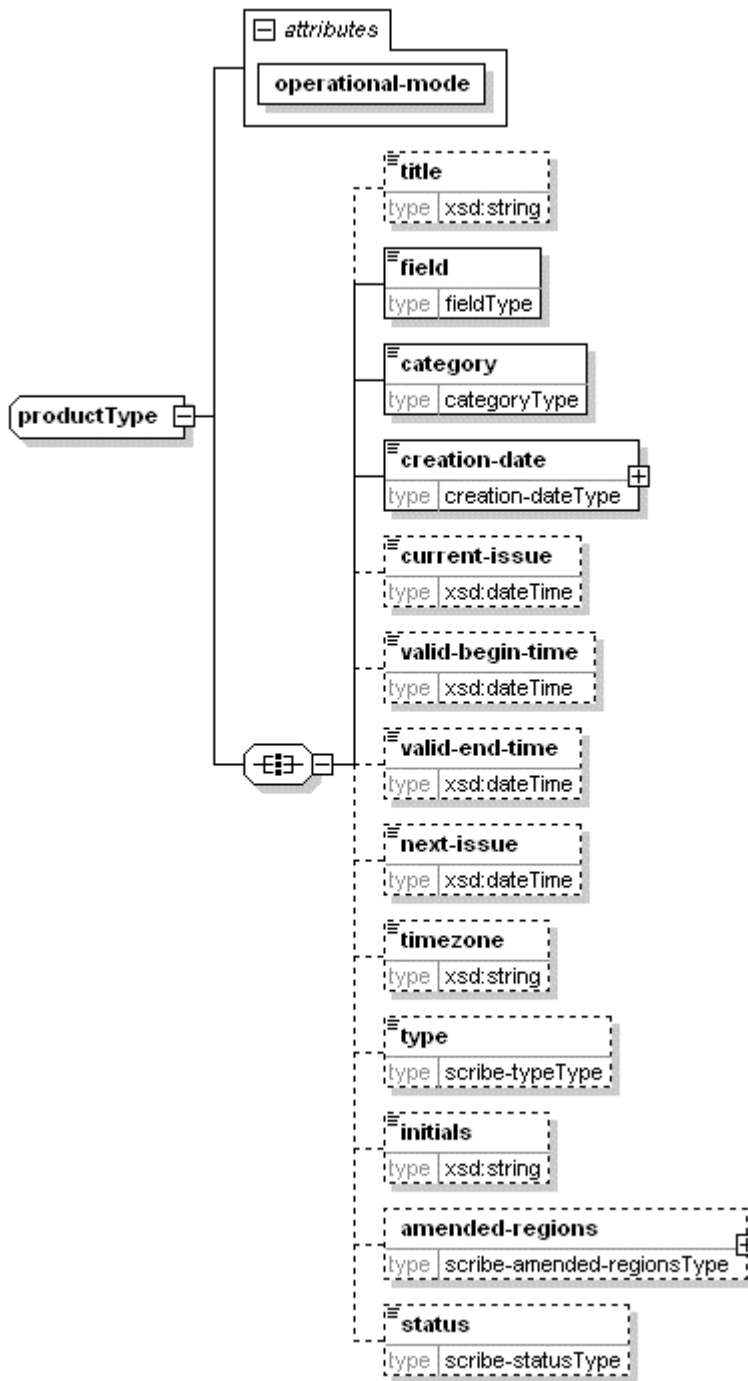 attributes
operational-mode
title
type xsd:string
field
type fieldType
category
type categoryType
productType
creation-date
type creation-dateType
current-issue
type xsd:dateTime
valid-begin-time
type xsd:dateTime
valid-end-time
type xsd:dateTime
next-issue
type xsd:dateTime
timezone
type xsd:string
type
type scribe-typeType
initials
type xsd:string
amended-regions
type scribe-amended-regionsType
status
type scribe-statusType